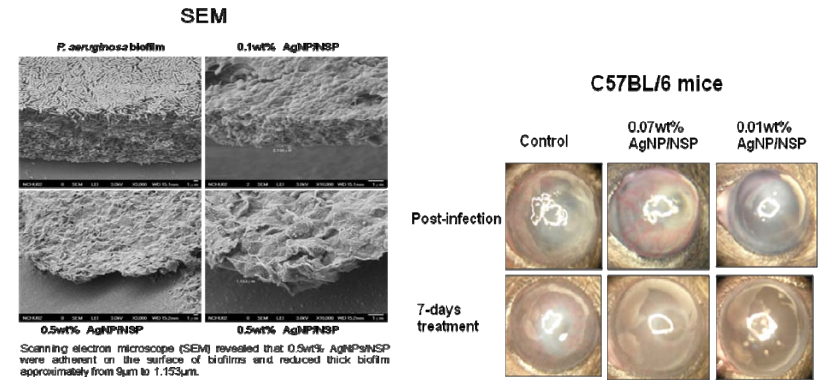 SEM
P. aeruginosa biofilm
0.1wt% AgNP/NSP
0.5wt% AgNP/NSP
0.5wt% AgNP/NSP
Scanning electron microscope (SEM) revealed that 0.5wt% AgNPs/NSP
were adherent on the surface of biofilms and reduced thick biofilm
approximately from 9µm to 1.153µm.
C57BL/6 mice
Control
0.07wt%
AgNP/NSP
0.01wt%
AgNP/NSP
Post-infection
7-days
treatment